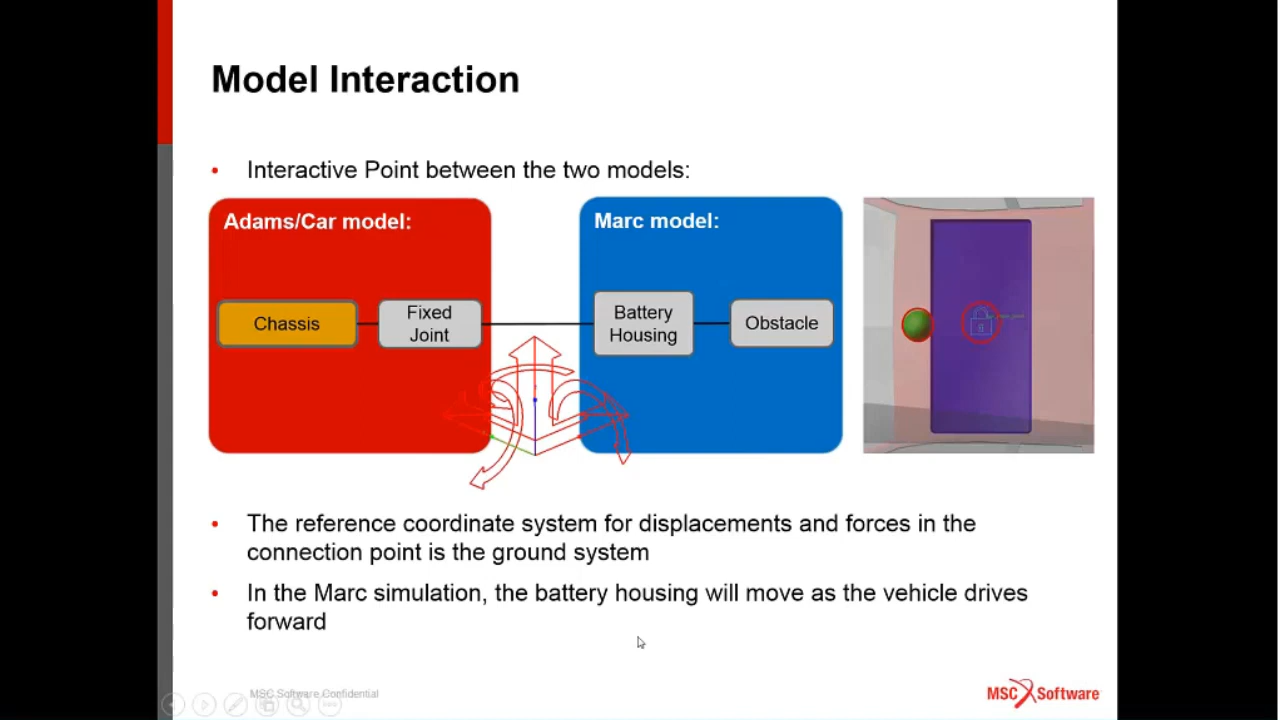 Model Interaction
• Interactive Point between the two models:
Adams/Car model:
Chassis
Fixed
Joint
Marc model:
Battery
Housing
Obstacle
6
• The reference coordinate system for displacements and forces in the
connection point is the ground system
• In the Marc simulation, the battery housing will move as the vehicle drives
forward
MSC Software Confidential
MSC Software